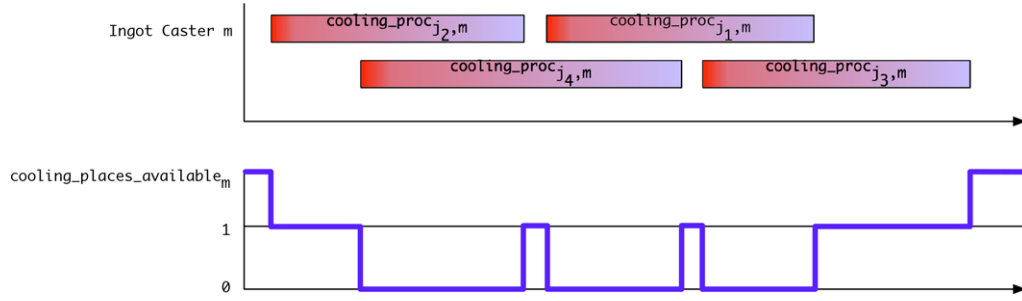 cooling_proc j2,m
cooling_proc j1,m
Ingot Caster m
cooling_proc j4,m
cooling_proc j3,m
cooling_places_available m
1
0